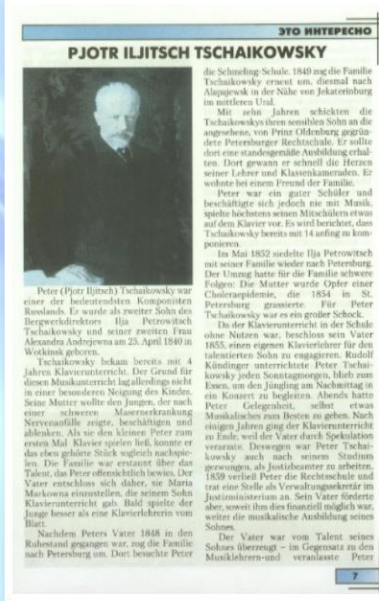 ЭТО ИНТЕРЕСНО
PJOTR ILJITSCH TSCHAIKOWSKY
Peter (Pjotr Iljitsch) Tschaikowsky war
einer der bedeutendsten Komponisten
Russlands. Er wurde als zweiter Sohn des
Bergwerkdirektors Ilja Petrowitsch
Tschaikowsky und seiner zweiten Frau
Alexandra Andrejewna am 25. April 1840 in
Wotkinsk geboren.
Tschaikowsky bekam bereits mit 4
Jahren Klavierunterricht. Der Grund für
diesen Musikunterricht lag allerdings nicht
in einer besonderen Neigung des Kindes.
Seine Mutter wollte den Jungen, der nach
einer schweren Masernerkrankung
Nervenanfälle zeigte, beschäftigen und
ablenken. Als sie den kleinen Peter zum
ersten Mal Klavier spielen ließ, konnte er
das eben gehörte Stück sogleich nachspie-
len. Die Familie war erstaunt über das
Talent, das Peter offensichtlich bewies. Der
Vater entschloss sich daher, sie Maria
Markowna einzustellen, die seinem Sohn
Klavierunterricht gab. Bald spielte der
Junge besser als eine Klavierlehrerin vom
Blatt.
Nachdem Peters Vater 1848 in den
Ruhestand gegangen war, zog die Familie
nach Petersburg um. Dort besuchte Peter
die Schmeling-Schule. 1849 zog die Familie
Tschaikowsky erneut um, diesmal nach
Alapajewsk in der Nähe von Jekaterinburg
im mittleren Ural.
Mit zehn Jahren schickten die
Tschaikowskys ihren sensiblen Sohn an die
angesehene, von Prinz Oldenburg gegrün-
dete Petersburger Rechtschule. Er sollte
dort eine standesgemäße Ausbildung erhal-
ten. Dort gewann er schnell die Herzen
seiner Lehrer und Klassenkameraden. Er
wohnte bei einem Freund der Familie.
Peter war ein guter Schüler und
beschäftigte sich jedoch nie mit Musik,
spielte höchstens seinen Mitschülern etwas
auf dem Klavier vor. Es wird berichtet, dass
Tschaikowsky bereits mit 14 anfing zu kom-
ponieren.
Im Mai 1852 siedelte Ilja Petrowitsch
mit seiner Familie wieder nach Petersburg.
Der Umzug hatte für die Familie schwere
Folgen: Die Mutter wurde Opfer einer
Choleraepidemie, die 1854 in St.
Petersburg grassierte. Für Peter
Tschaikowsky war es ein großer Schock.
Da der Klavierunterricht in der Schule
ohne Nutzen war, beschloss sein Vater
1855, einen eigenen Klavierlehrer für den
talentierten Sohn zu engagieren. Rudolf
Kündinger unterrichtete Peter Tschai-
kowsky jeden Sonntagmorgen, blieb zum
Essen, um den Jüngling am Nachmittag in
ein Konzert zu begleiten. Abends hatte
Peter Gelegenheit, selbst etwas
Musikalisches zum Besten zu geben. Nach
einigen Jahren ging der Klavierunterricht
zu Ende, weil der Vater durch Spekulation
verarmte. Deswegen war Peter Tschai-
kowsky auch nach seinem Studium
gezwungen, als Justizbeamter zu arbeiten.
1859 verließ Peter die Rechtsschule und
trat eine Stelle als Verwaltungssekretär im
Justizministerium an. Sein Vater förderte
aber, soweit ihm dies finanziell möglich war,
weiter die musikalische Ausbildung seines
Sohnes.
Der Vater war vom Talent seines
Sohnes überzeugt – im Gegensatz zu den
Musiklehrern-und veranlasste Peter
7